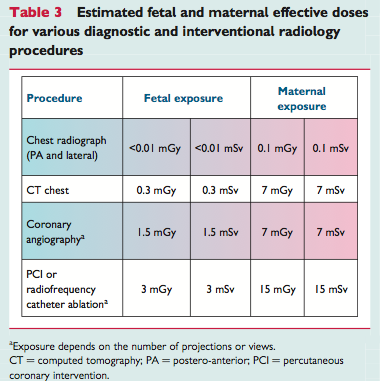 Table 3 Estimated fetal and maternal effective doses
for various diagnostic and interventional radiology
procedures
Procedure Fetal exposure Maternal
exposure
Chest radiograph
(PA and lateral) <0.01 mGy <0.01 mSv 0.1 mGy 0.1 mSv
CT chest 0.3 mGy 0.3 mSv 7 mGy 7 mSv
Coronary
angiographyᵃ 1.5 mGy 1.5 mSv 7 mGy 7 mSv
PCI or
radiofrequency
catheter ablationᵃ 3 mGy 3 mSv 15 mGy 15 mSv
ᵃExposure depends on the number of projections or views.
CT = computed tomography; PA = postero-anterior; PCI = percutaneous
coronary intervention.